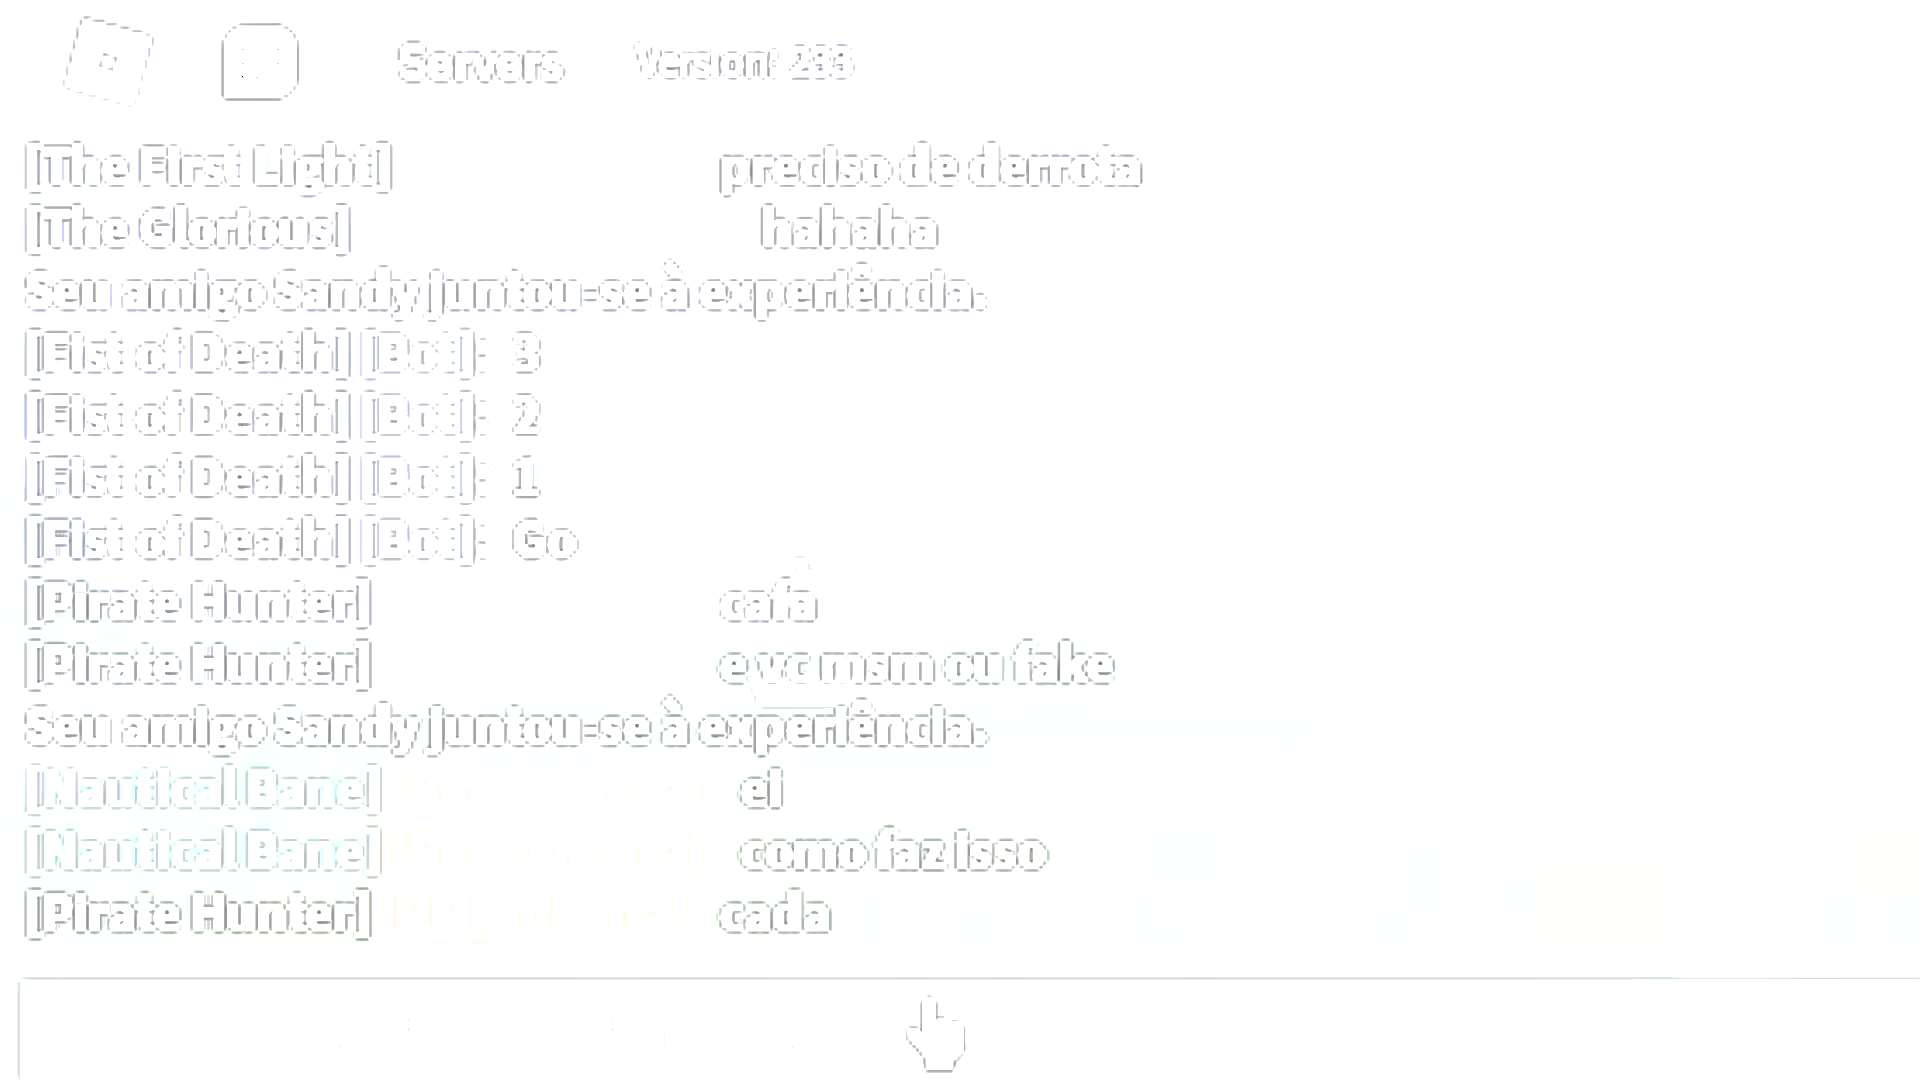 Servers Version: 283
[The First Light] preciso de derrota
[The Glorious] hahaha
Seu amigo Sandy juntou-se à experiência.
[Fist of Death] [Bot]: 3
[Fist of Death] [Bot]: 2
[Fist of Death] [Bot]: 1
[Fist of Death] [Bot]: Go
[Pirate Hunter] cafa
[Pirate Hunter] e vc msm ou fake
Seu amigo Sandy juntou-se à experiência.
[Nautical Bane] ei
[Nautical Bane] como faz isso
[Pirate Hunter] cada